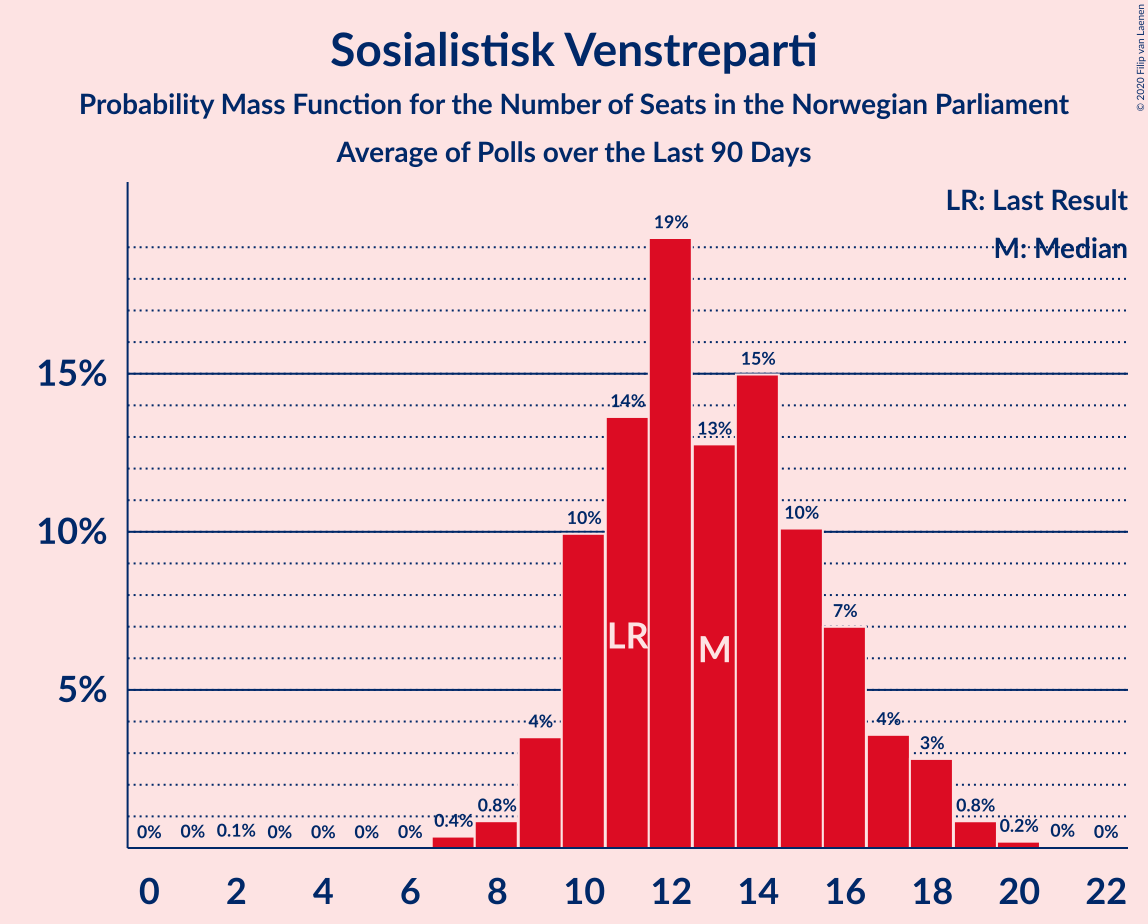 Sosialistisk Venstreparti
Probability Mass Function for the Number of Seats in the Norwegian Parliament
Average of Polls over the Last 90 Days
© 2020 Filip van Laenen
LR: Last Result
M: Median
15%
10%
5%
0%
0%
0.1%
0%
0%
0%
0%
0.4%
0.8%
4%
10%
14%
19%
13%
15%
10%
7%
4%
3%
0.8%
0.2%
0%
0%
LR
M
0 2 4 6 8 10 12 14 16 18 20 22